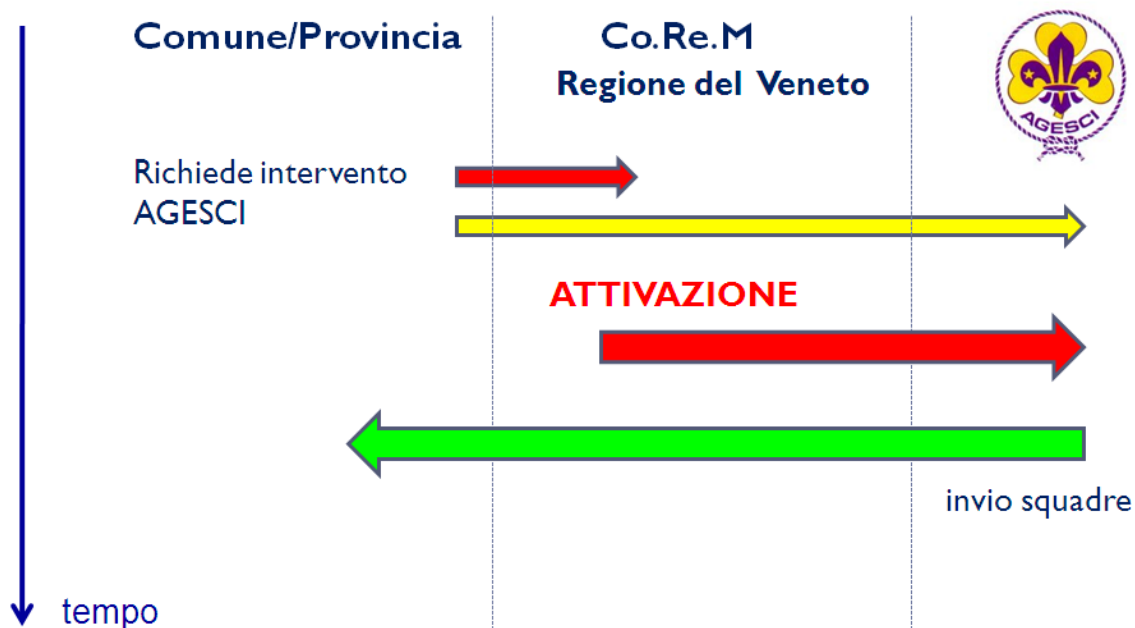 Comune/Provincia
Co.Re.M
Regione del Veneto
AGESCI
Richiede intervento
AGESCI
ATTIVAZIONE
invio squadre
tempo